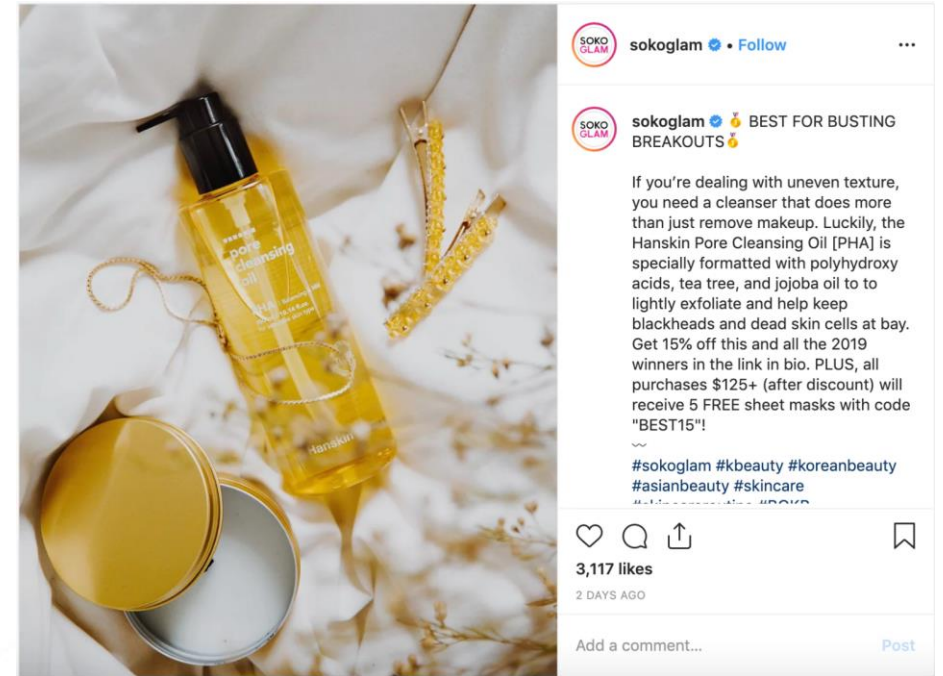 SOKO
GLAM
sokoglam • Follow
SOKO
GLAM
sokoglam 🥇 BEST FOR BUSTING
BREAKOUTS🥇
If you're dealing with uneven texture,
you need a cleanser that does more
than just remove makeup. Luckily, the
Hanskin Pore Cleansing Oil [PHA] is
specially formatted with polyhydroxy
acids, tea tree, and jojoba oil to to
lightly exfoliate and help keep
blackheads and dead skin cells at bay.
Get 15% off this and all the 2019
winners in the link in bio. PLUS, all
purchases $125+ (after discount) will
receive 5 FREE sheet masks with code
"BEST15"!
#sokoglam #kbeauty #koreanbeauty
#asianbeauty #skincare
3,117 likes
2 DAYS AGO
Add a comment...
Post
pore
cleansing
oil
PHA
Hanskin